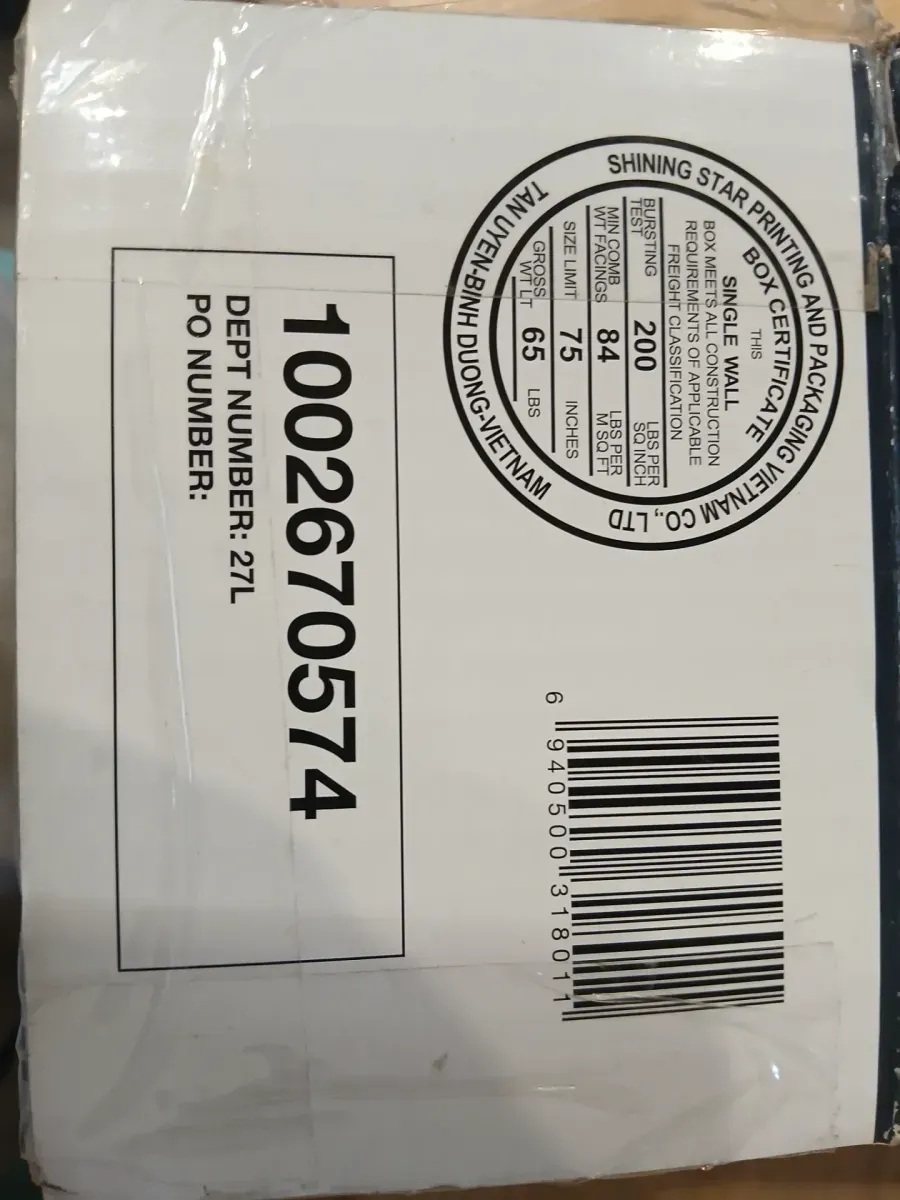 SHINING STAR PRINTING AND PACKAGING VIETNAM CO., LTD
TAN UYEN-BINH DUONG-VIETNAM
THIS
BOX CERTIFICATE
SINGLE WALL
BOX MEETS ALL CONSTRUCTION
REQUIREMENTS OF APPLICABLE
FREIGHT CLASSIFICATION
BURSTING TEST 200 LBS PER SQ INCH
MIN COMB WT FACINGS 84 LBS PER M SQ FT
SIZE LIMIT 75 INCHES
GROSS WT LT 65 LBS
6 940500 318011
1002670574
DEPT NUMBER: 27L
PO NUMBER: